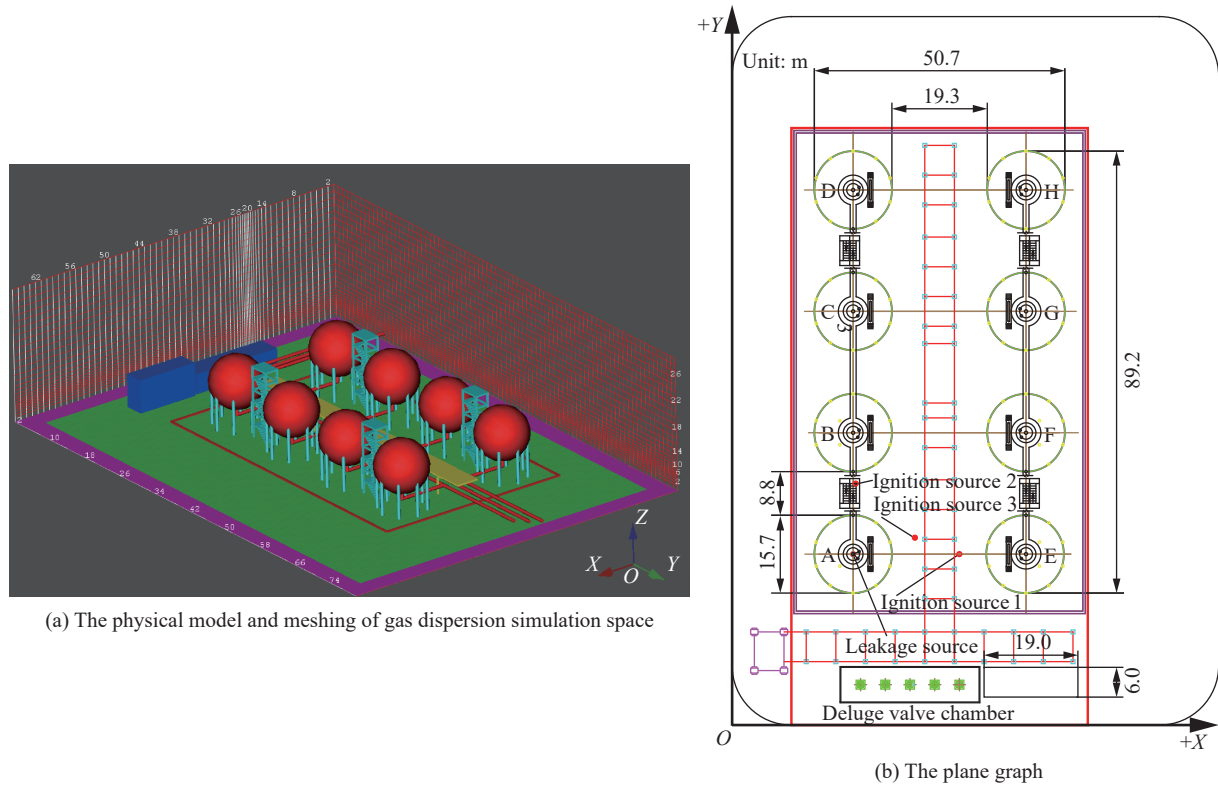 2
8
14
20
26
32
38
44
50
56
62
2
10
18
26
34
42
50
58
66
74
26
22
18
14
10
6
2
Z
X
O
Y
(a) The physical model and meshing of gas dispersion simulation space
+Y
Unit: m
50.7
19.3
D
H
C
G
3
89.2
B
F
8.8
Ignition source 2
Ignition source 3
15.7
A
E
Ignition source 1
Leakage source
19.0
6.0
Deluge valve chamber
O
+X
(b) The plane graph